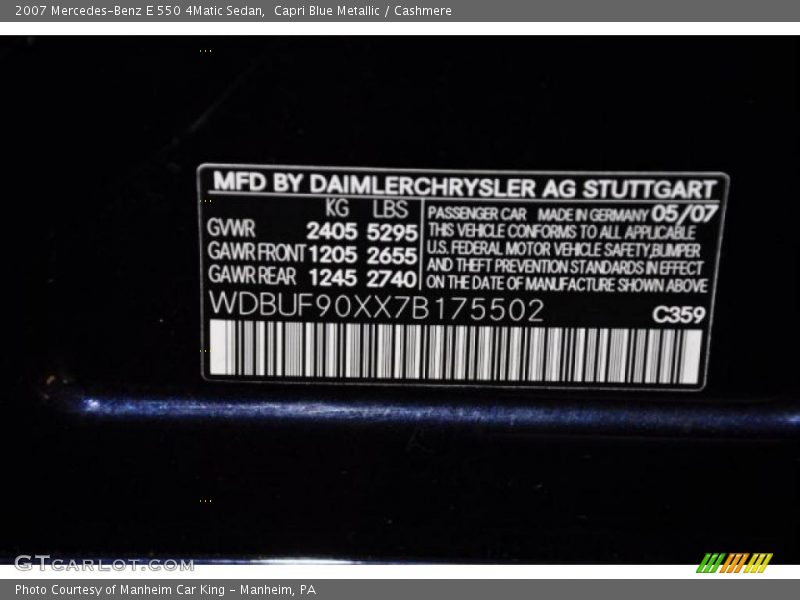 2007 Mercedes-Benz E 550 4Matic Sedan,  Capri Blue Metallic / Cashmere
MFD BY DAIMLERCHRYSLER AG STUTTGART
KG LBS
GVWR 2405 5295
GAWR FRONT 1205 2655
GAWR REAR 1245 2740
PASSENGER CAR MADE IN GERMANY 05/07
THIS VEHICLE CONFORMS TO ALL APPLICABLE
U.S. FEDERAL MOTOR VEHICLE SAFETY,BUMPER
AND THEFT PREVENTION STANDARDS IN EFFECT
ON THE DATE OF MANUFACTURE SHOWN ABOVE
WDBUF90XX7B175502
C359
GTcarlot.com
Photo Courtesy of Manheim Car King - Manheim, PA